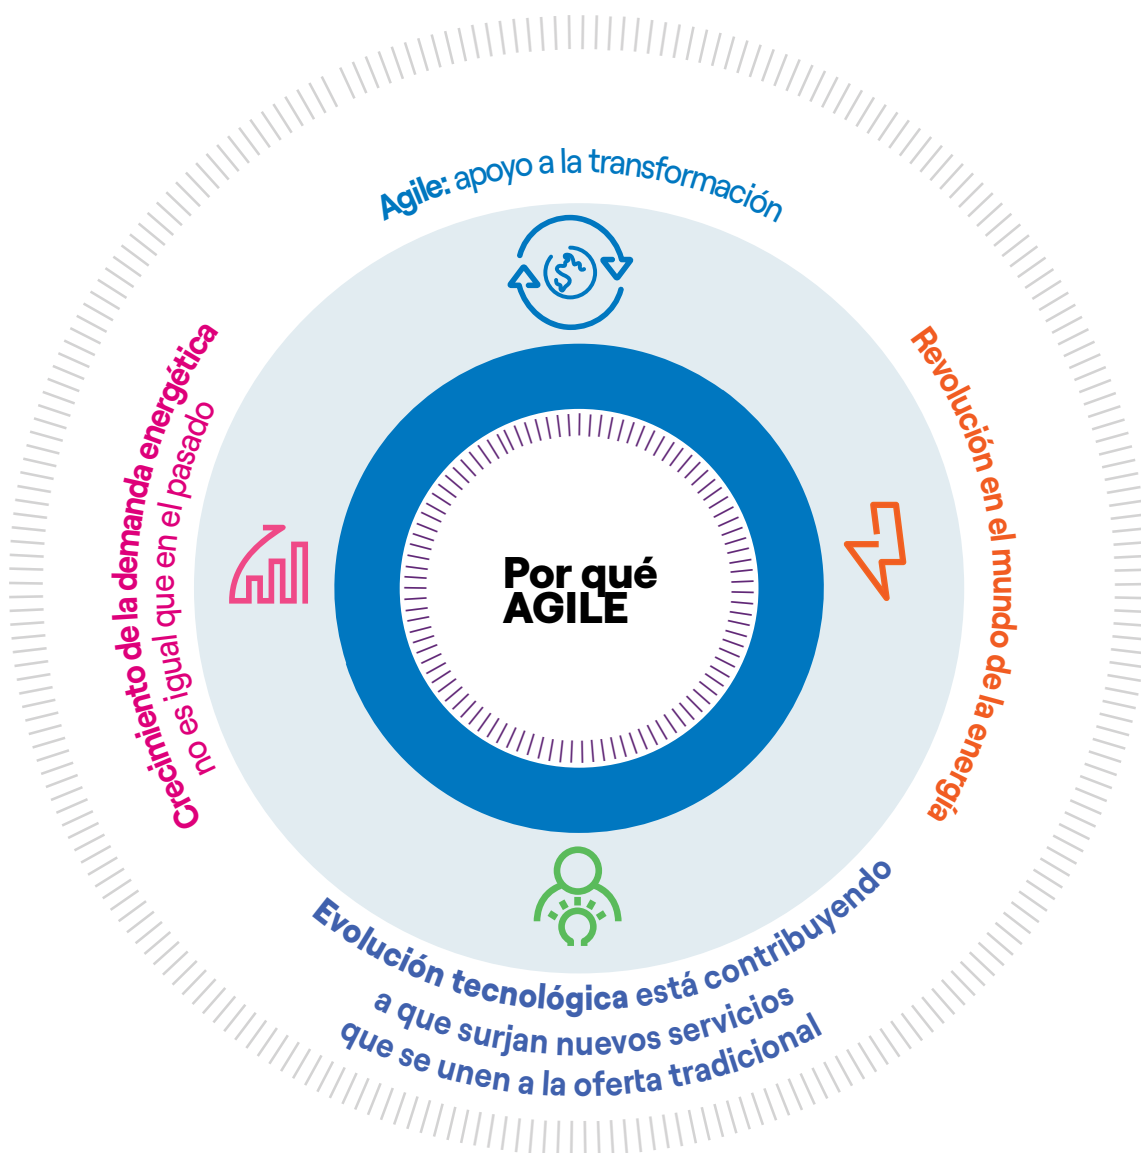 Agile: apoyo a la transformación
Revolución en el mundo de la energía
Crecimiento de la demanda energética
no es igual que en el pasado
Por qué
AGILE
Evolución tecnológica está contribuyendo
a que surjan nuevos servicios
que se unen a la oferta tradicional